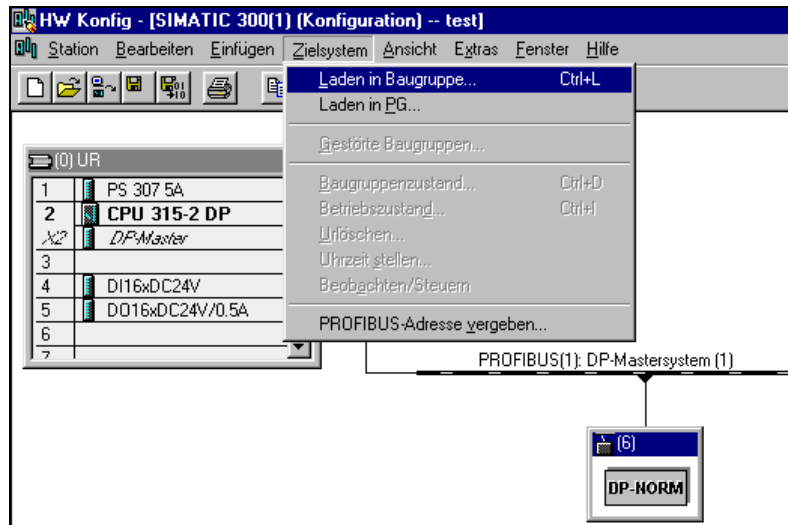 HW Konfig - [SIMATIC 300(1) (Konfiguration) -- test]
Station Bearbeiten Einfügen Zielsystem Ansicht Extras Fenster Hilfe
Laden in Baugruppe... Ctrl+L
Laden in PG...
Gestörte Baugruppen...
Baugruppenzustand... Ctrl+D
Betriebszustand... Ctrl+I
Urlöschen...
Uhrzeit stellen...
Beobachten/Steuern
PROFIBUS-Adresse vergeben...
(0) UR
1 PS 307 5A
2 CPU 315-2 DP
X2 DP-Master
3
4 DI16xDC24V
5 DO16xDC24V/0.5A
6
7
PROFIBUS(1): DP-Mastersystem (1)
(6)
DP-NORM